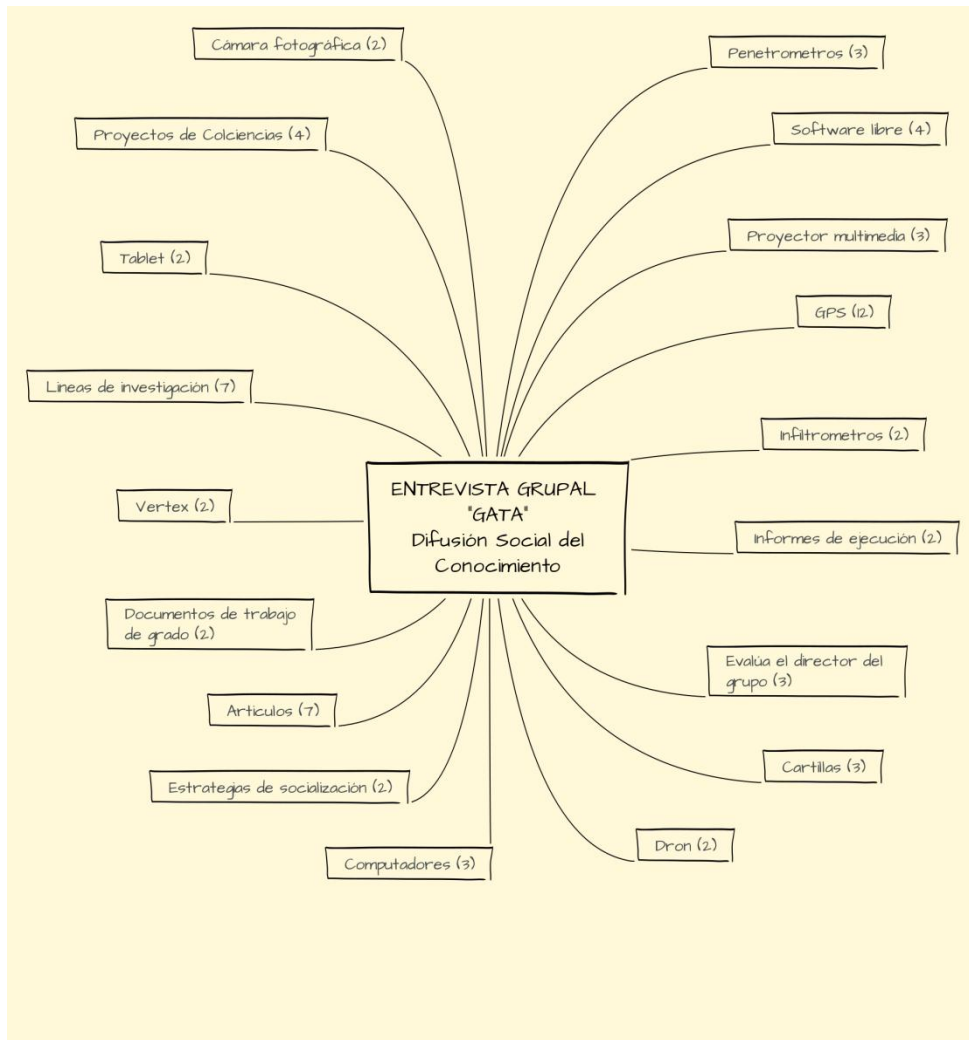 Cámara fotográfica (2)
Penetrometros (3)
Proyectos de Colciencias (4)
Software libre (4)
Tablet (2)
Proyector multimedia (3)
GPS (12)
Lineas de investigación (7)
Infiltrometros (2)
ENTREVISTA GRUPAL
"GATA"
Difusión Social del
Conocimiento
Vertex (2)
Informes de ejecución (2)
Documentos de trabajo
de grado (2)
Evalúa el director del
grupo (3)
Articulos (7)
Cartillas (3)
Estrategias de socialización (2)
Dron (2)
Computadores (3)